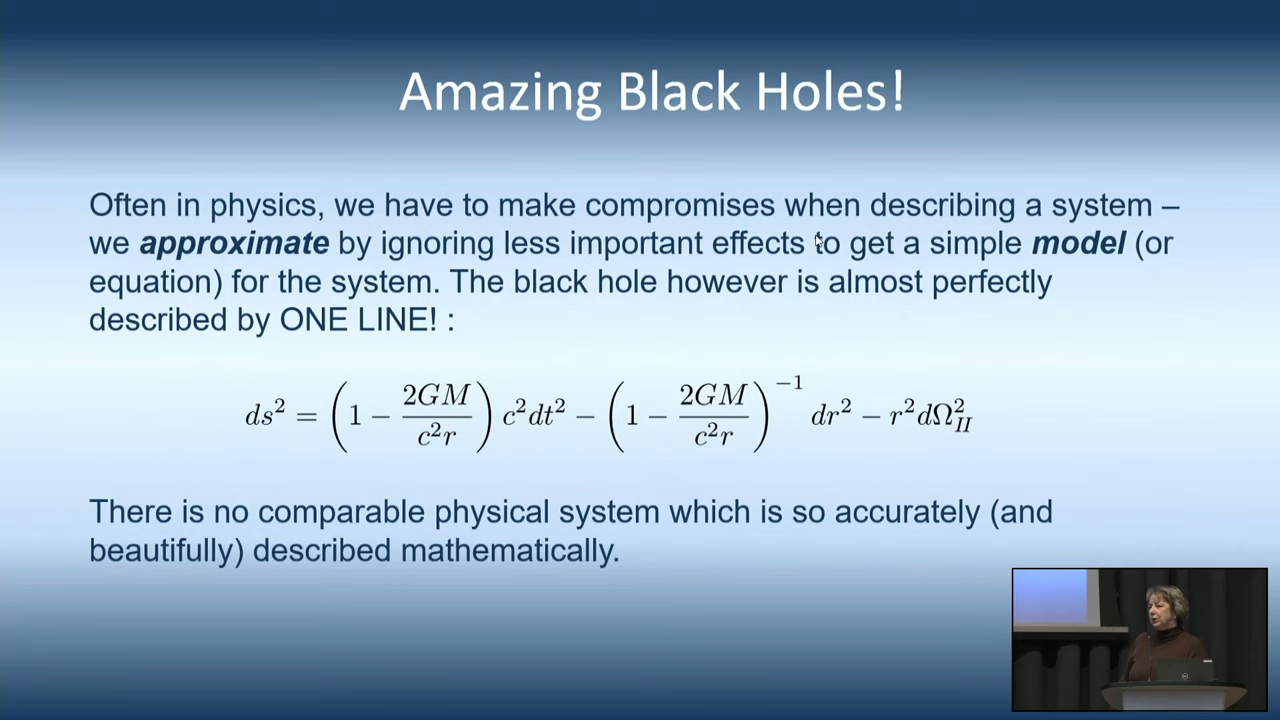 Amazing Black Holes!
Often in physics, we have to make compromises when describing a system –
we approximate by ignoring less important effects to get a simple model (or
equation) for the system. The black hole however is almost perfectly
described by ONE LINE! :
ds² = (1 − 2GM/c²r) c²dt² − (1 − 2GM/c²r)⁻¹ dr² − r²dΩ²_II
There is no comparable physical system which is so accurately (and
beautifully) described mathematically.